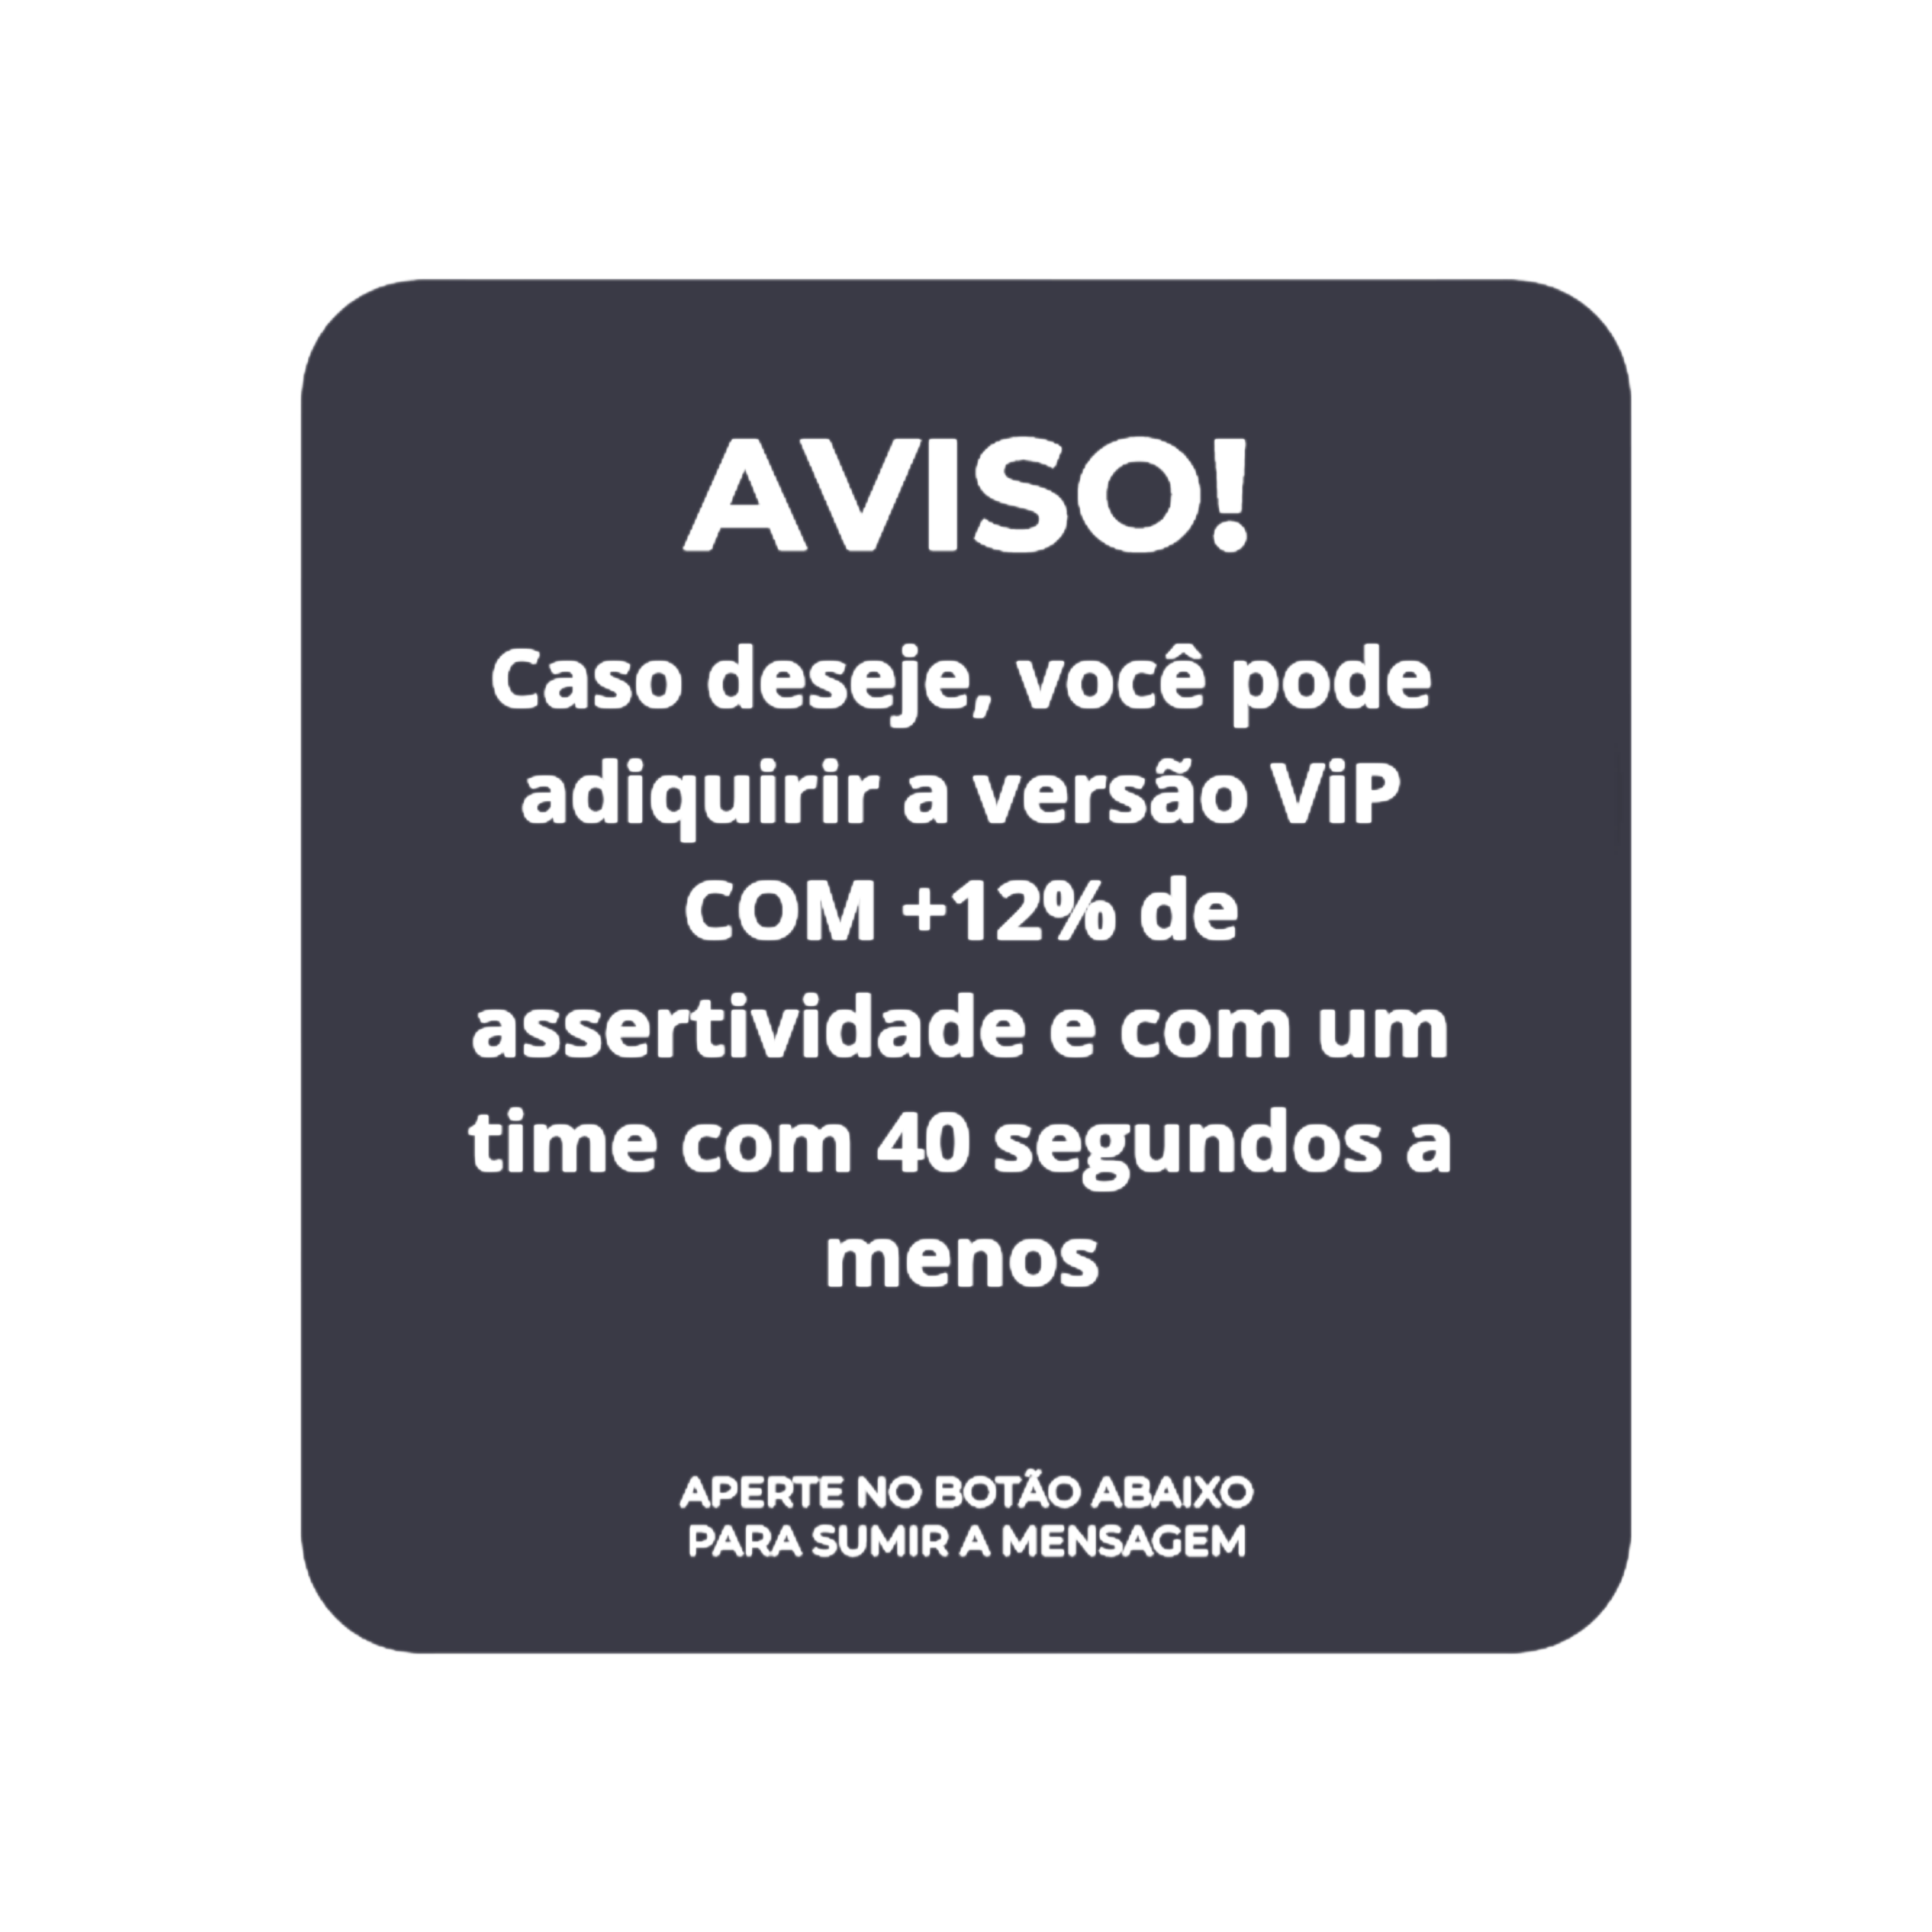 AVISO!
Caso deseje, você pode
adiquirir a versão ViP
COM +12% de
assertividade e com um
time com 40 segundos a
menos
APERTE NO BOTÃO ABAIXO
PARA SUMIR A MENSAGEM